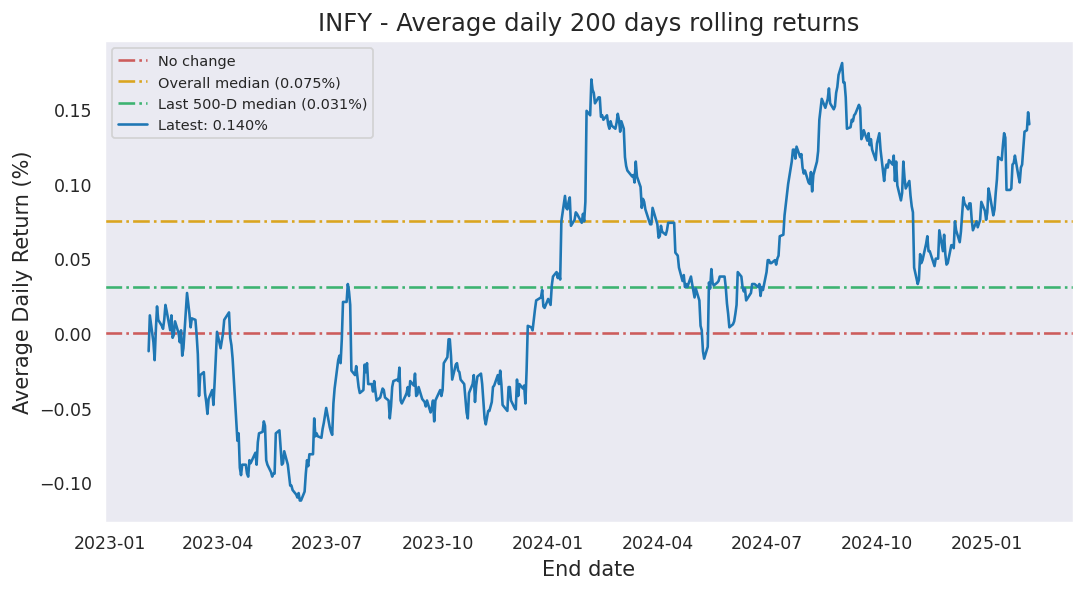 INFY - Average daily 200 days rolling returns
No change
Overall median (0.075%)
Last 500-D median (0.031%)
Latest: 0.140%
Average Daily Return (%)
0.15
0.10
0.05
0.00
−0.05
−0.10
2023-01 2023-04 2023-07 2023-10 2024-01 2024-04 2024-07 2024-10 2025-01
End date